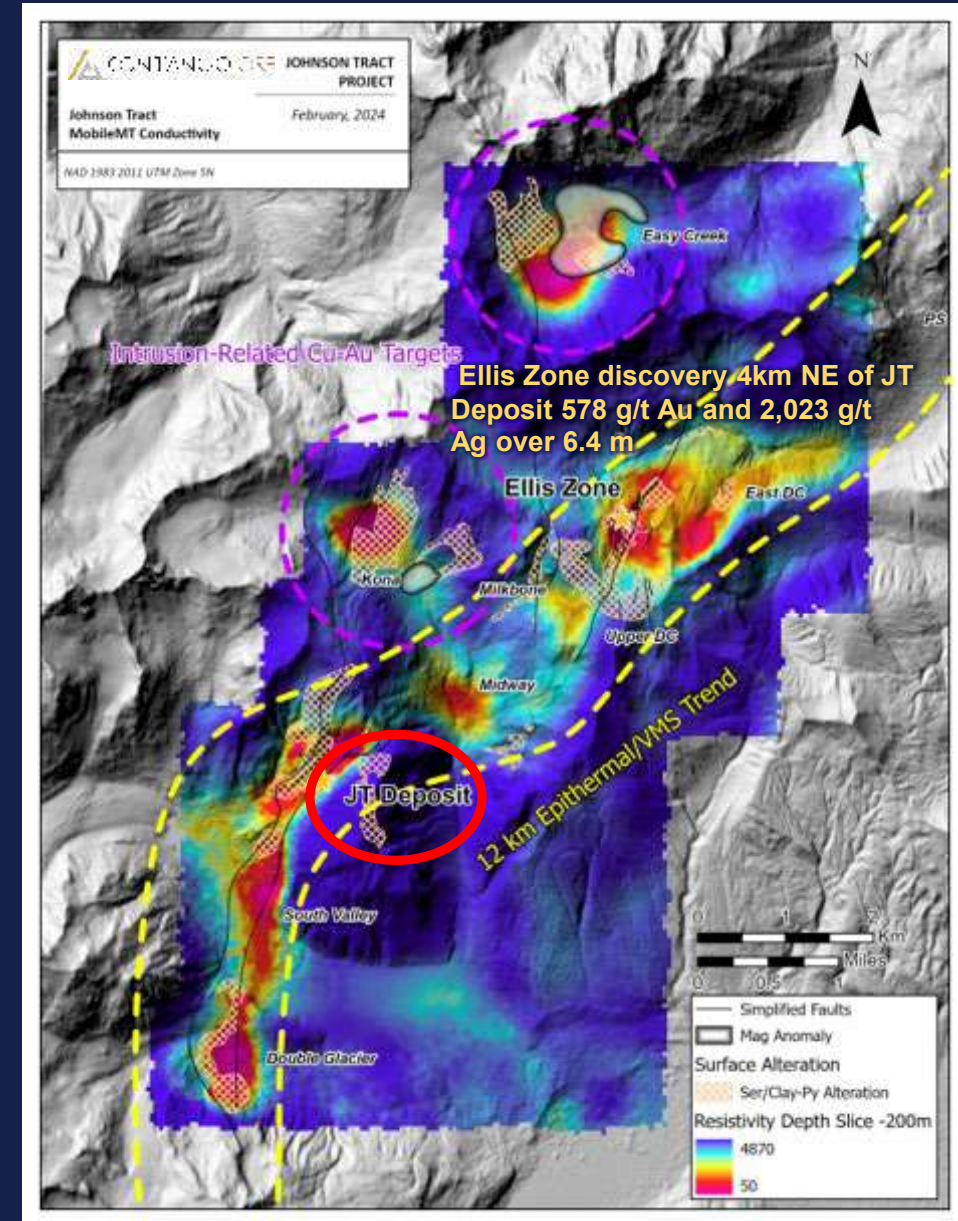 CONTANGO ORE
JOHNSON TRACT
PROJECT
Johnson Tract
MobileMT Conductivity
February, 2024
NAD 1983 2011 UTM Zone 5N
N
Easy Creek
PS
Intrusion-Related Cu-Au Targets
Ellis Zone discovery 4km NE of JT
Deposit 578 g/t Au and 2,023 g/t
Ag over 6.4 m
Ellis Zone
East DC
Kona
Milkbone
Upper DC
Midway
JT Deposit
12 km Epithermal/VMS Trend
South Valley
Double Glacier
0 1 2
Km
Miles
0 0.5 1
Simplified Faults
Mag Anomaly
Surface Alteration
Ser/Clay-Py Alteration
Resistivity Depth Slice -200m
4870
50